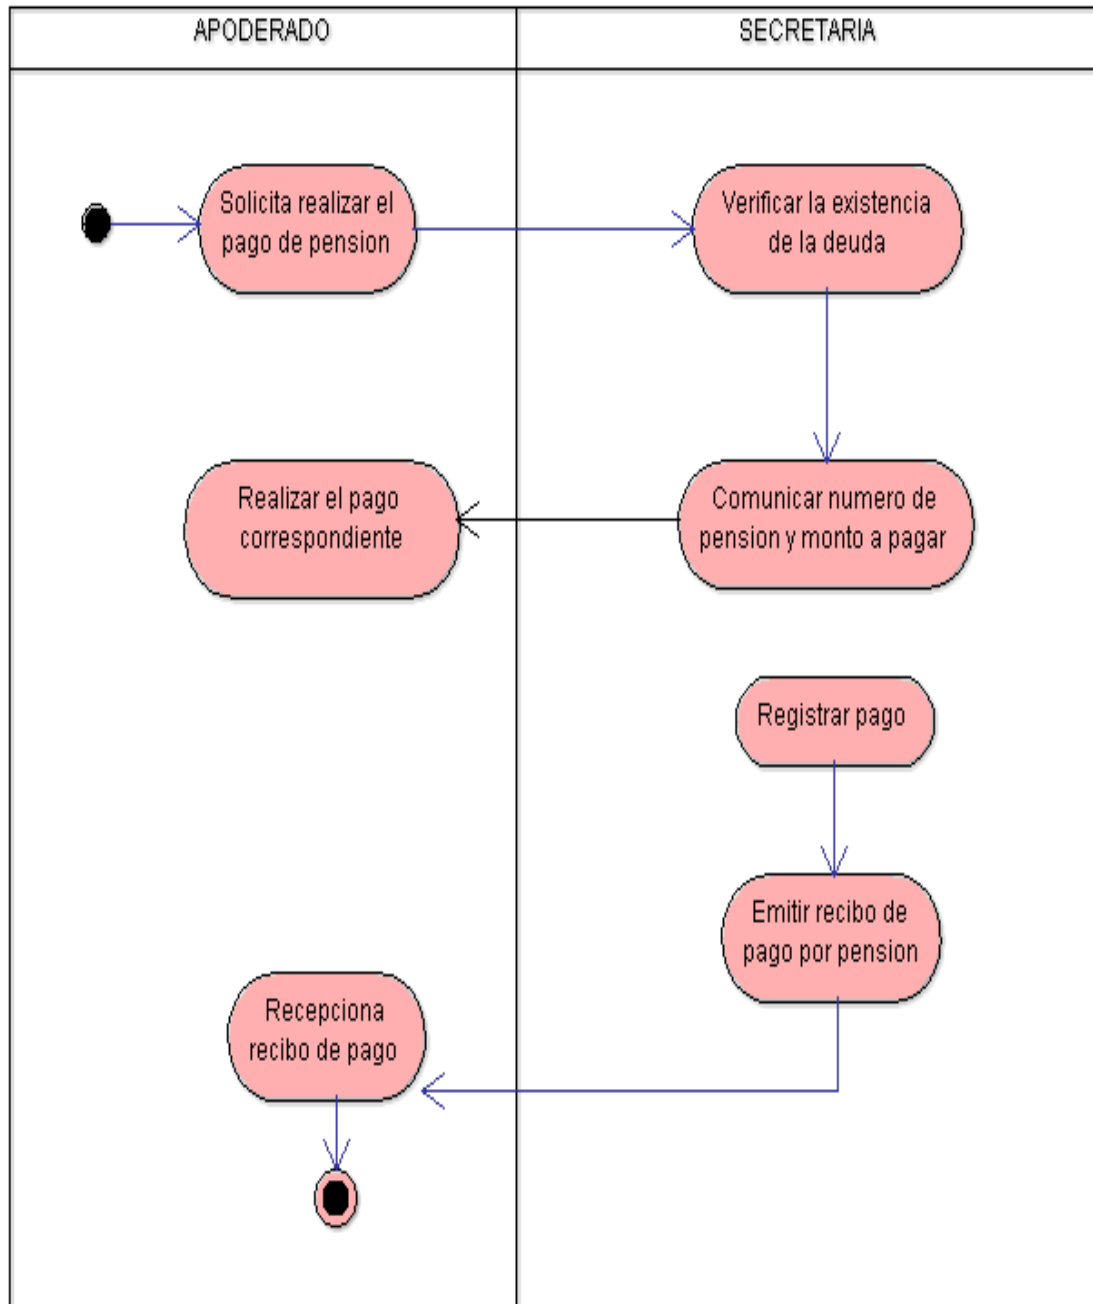 APODERADO
SECRETARIA
Solicita realizar el
pago de pension
Verificar la existencia
de la deuda
Realizar el pago
correspondiente
Comunicar numero de
pension y monto a pagar
Registrar pago
Emitir recibo de
pago por pension
Recepciona
recibo de pago